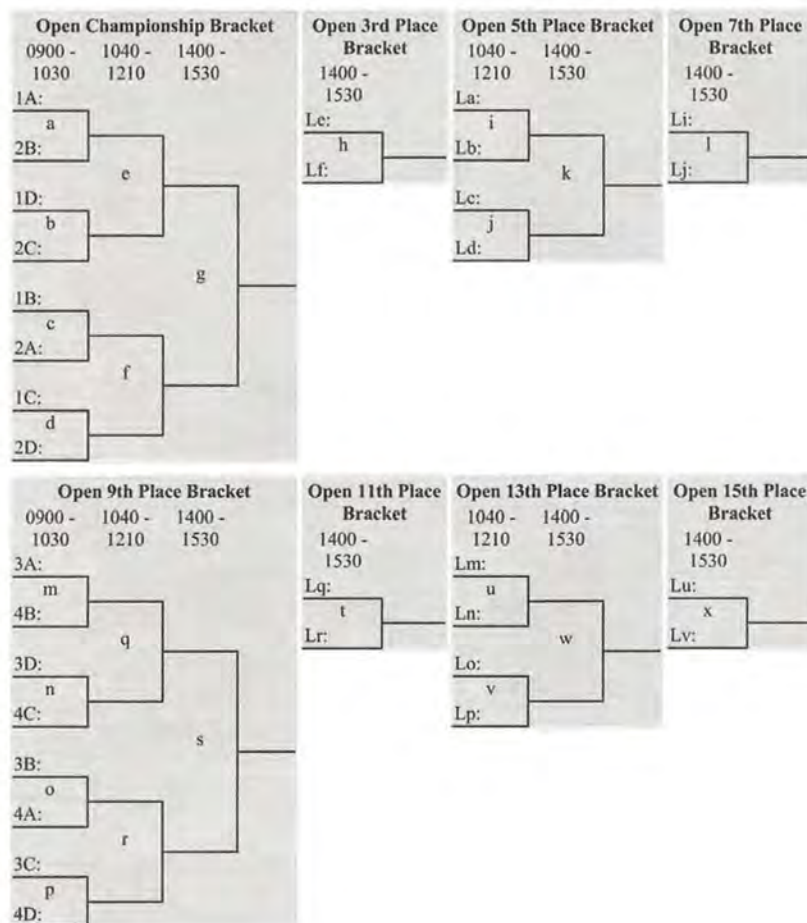 Open Championship Bracket
0900 - 1040 - 1400 -
1030 1210 1530
1A:
a
2B:
e
1D:
b
2C:
g
1B:
c
2A:
f
1C:
d
2D:
Open 3rd Place
Bracket
1400 -
1530
Le:
h
Lf:
Open 5th Place Bracket
1040 - 1400 -
1210 1530
La:
i
Lb:
k
Lc:
j
Ld:
Open 7th Place
Bracket
1400 -
1530
Li:
l
Lj:
Open 9th Place Bracket
0900 - 1040 - 1400 -
1030 1210 1530
3A:
m
4B:
q
3D:
n
4C:
s
3B:
o
4A:
r
3C:
p
4D:
Open 11th Place
Bracket
1400 -
1530
Lq:
t
Lr:
Open 13th Place Bracket
1040 - 1400 -
1210 1530
Lm:
u
Ln:
w
Lo:
v
Lp:
Open 15th Place
Bracket
1400 -
1530
Lu:
x
Lv: